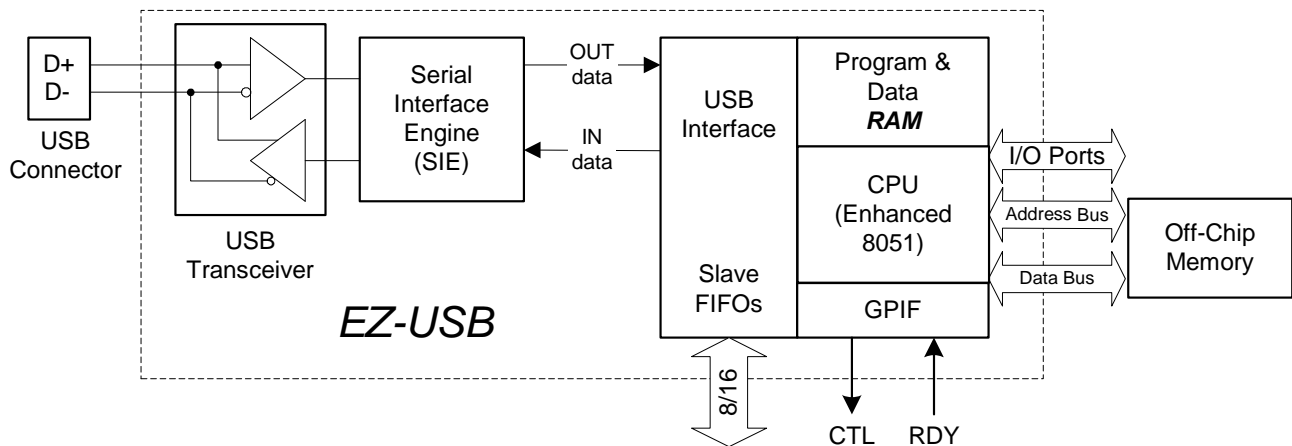 D+
D-
USB
Connector
USB
Transceiver
Serial
Interface
Engine
(SIE)
OUT
data
IN
data
USB
Interface
Slave
FIFOs
Program &
Data
RAM
CPU
(Enhanced
8051)
GPIF
I/O Ports
Address Bus
Data Bus
Off-Chip
Memory
EZ-USB
8/16
CTL
RDY